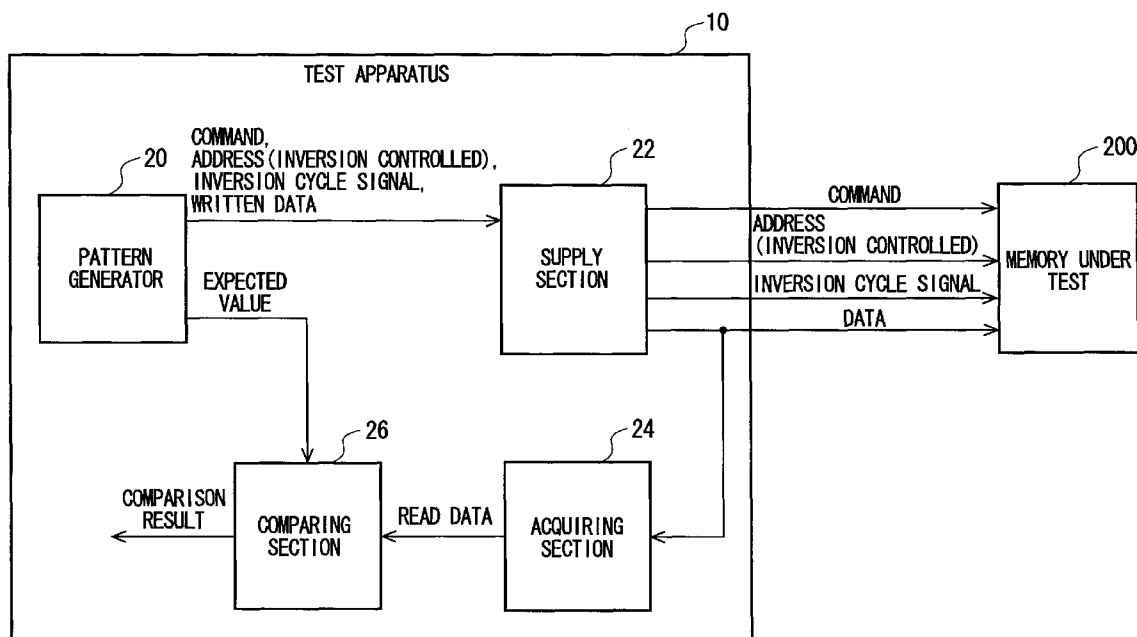 10
TEST APPARATUS
COMMAND,
ADDRESS(INVERSION CONTROLLED),
INVERSION CYCLE SIGNAL,
WRITTEN DATA
20
22
200
PATTERN
GENERATOR
SUPPLY
SECTION
COMMAND
ADDRESS
(INVERSION CONTROLLED)
INVERSION CYCLE SIGNAL
DATA
MEMORY UNDER
TEST
EXPECTED
VALUE
26
24
COMPARISON
RESULT
COMPARING
SECTION
READ DATA
ACQUIRING
SECTION